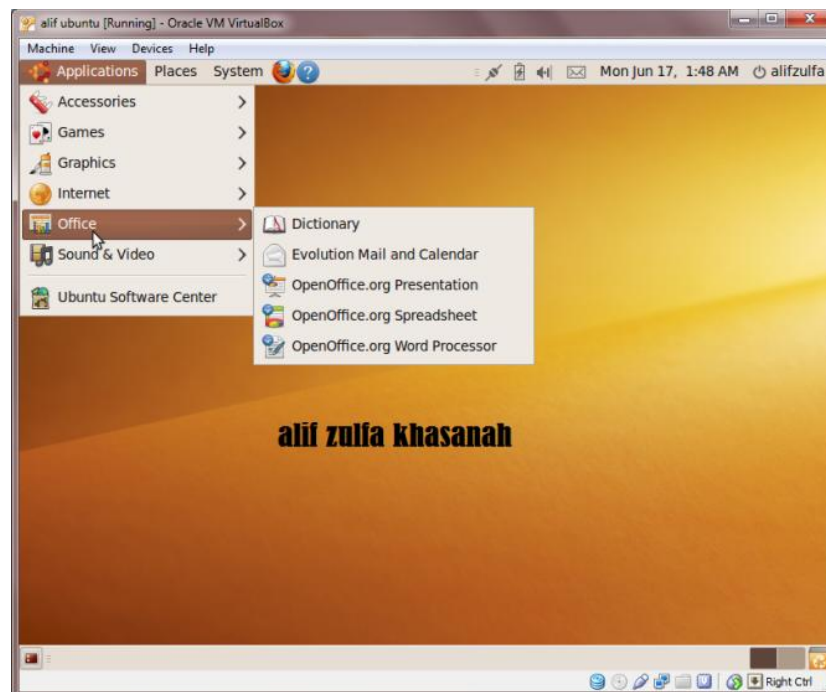 alif ubuntu [Running] - Oracle VM VirtualBox
Machine View Devices Help
Applications Places System Mon Jun 17, 1:48 AM alifzulfa
Accessories
Games
Graphics
Internet
Office
Sound & Video
Ubuntu Software Center
Dictionary
Evolution Mail and Calendar
OpenOffice.org Presentation
OpenOffice.org Spreadsheet
OpenOffice.org Word Processor
alif zulfa khasanah
Right Ctrl